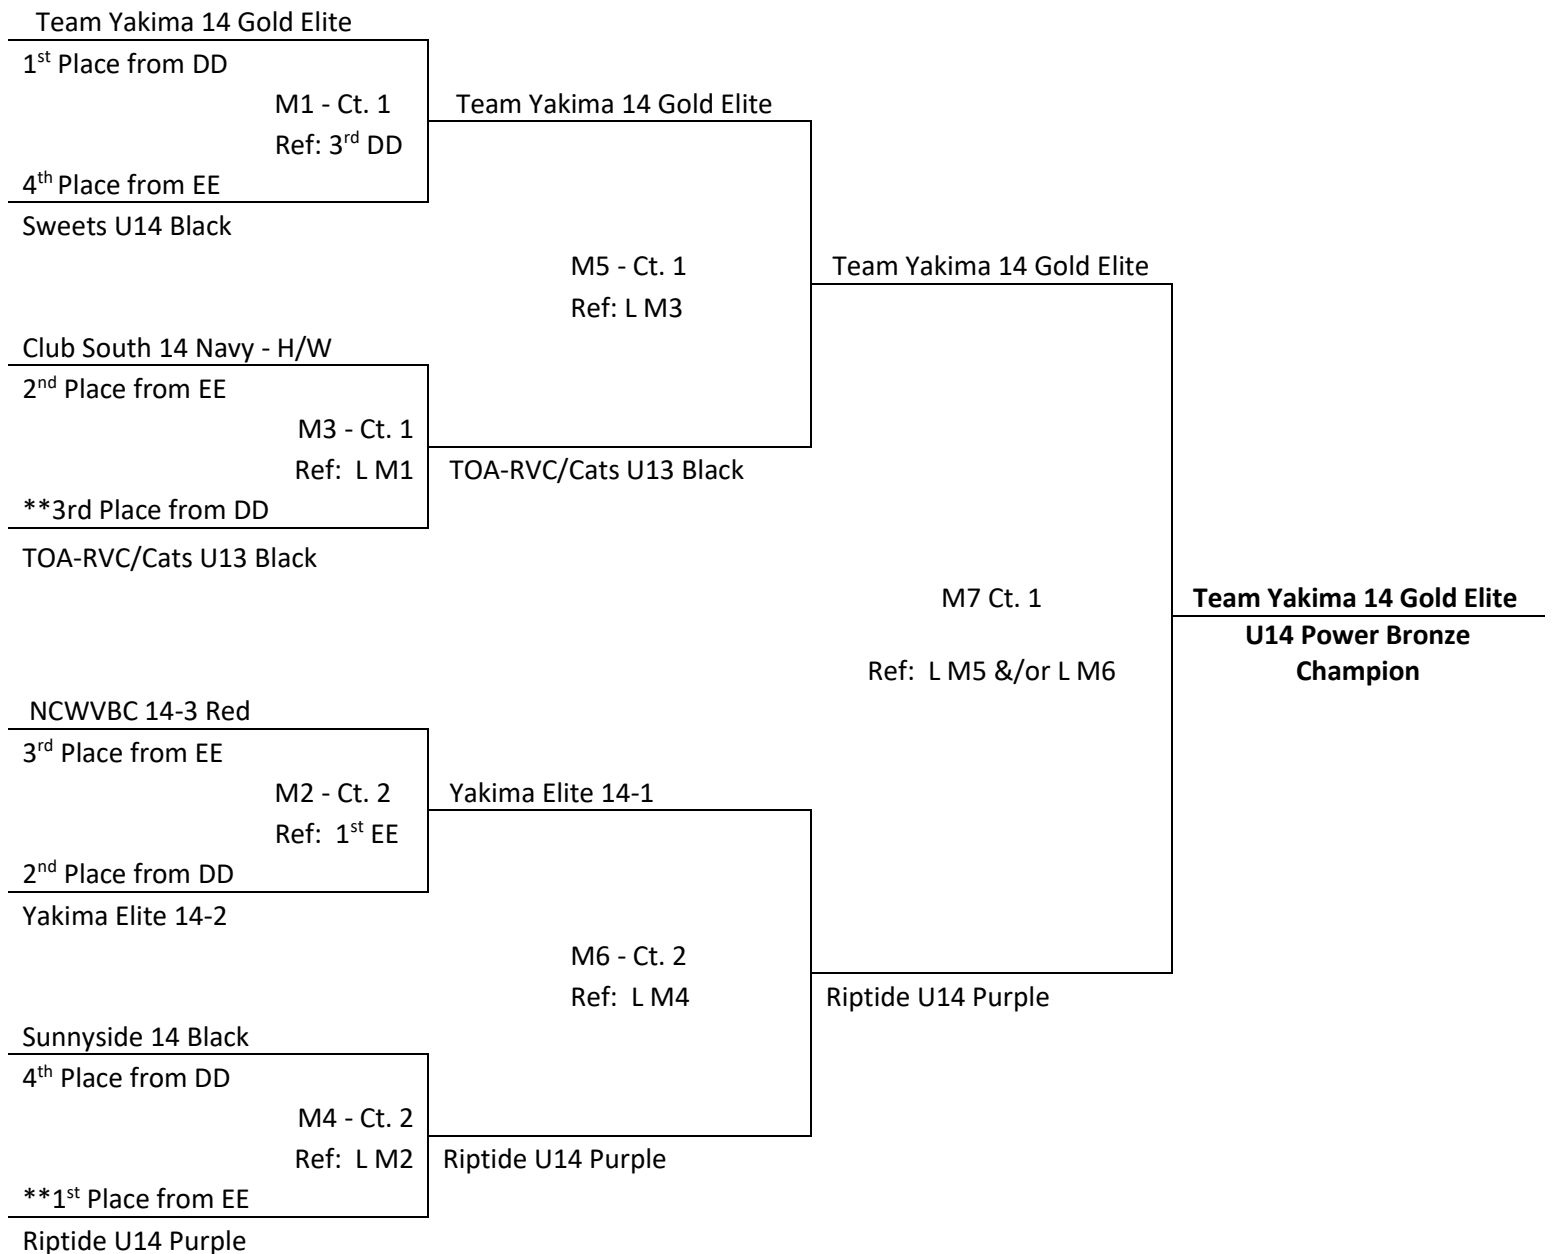 Team Yakima 14 Gold Elite
1st Place from DD
M1 - Ct. 1
Team Yakima 14 Gold Elite
Ref: 3rd DD
4th Place from EE
Sweets U14 Black
M5 - Ct. 1
Team Yakima 14 Gold Elite
Ref: L M3
Club South 14 Navy - H/W
2nd Place from EE
M3 - Ct. 1
Ref: L M1
TOA-RVC/Cats U13 Black
**3rd Place from DD
TOA-RVC/Cats U13 Black
M7 Ct. 1
Team Yakima 14 Gold Elite
U14 Power Bronze
Ref: L M5 &/or L M6
Champion
NCWVBC 14-3 Red
3rd Place from EE
M2 - Ct. 2
Yakima Elite 14-1
Ref: 1st EE
2nd Place from DD
Yakima Elite 14-2
M6 - Ct. 2
Ref: L M4
Riptide U14 Purple
Sunnyside 14 Black
4th Place from DD
M4 - Ct. 2
Ref: L M2
Riptide U14 Purple
**1st Place from EE
Riptide U14 Purple